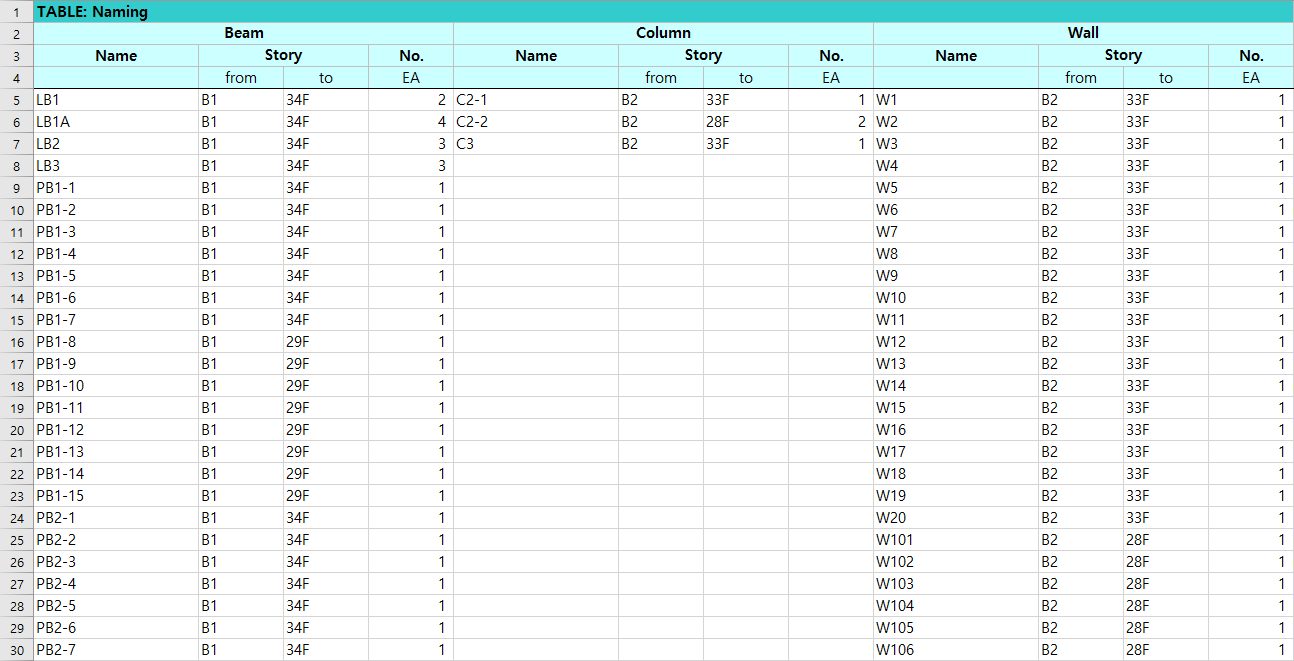 1 TABLE: Naming
2 Beam Column Wall
3 Name Story No. Name Story No. Name Story No.
4 from to EA from to EA from to EA
5 LB1 B1 34F 2 C2-1 B2 33F 1 W1 B2 33F 1
6 LB1A B1 34F 4 C2-2 B2 28F 2 W2 B2 33F 1
7 LB2 B1 34F 3 C3 B2 33F 1 W3 B2 33F 1
8 LB3 B1 34F 3 W4 B2 33F 1
9 PB1-1 B1 34F 1 W5 B2 33F 1
10 PB1-2 B1 34F 1 W6 B2 33F 1
11 PB1-3 B1 34F 1 W7 B2 33F 1
12 PB1-4 B1 34F 1 W8 B2 33F 1
13 PB1-5 B1 34F 1 W9 B2 33F 1
14 PB1-6 B1 34F 1 W10 B2 33F 1
15 PB1-7 B1 34F 1 W11 B2 33F 1
16 PB1-8 B1 29F 1 W12 B2 33F 1
17 PB1-9 B1 29F 1 W13 B2 33F 1
18 PB1-10 B1 29F 1 W14 B2 33F 1
19 PB1-11 B1 29F 1 W15 B2 33F 1
20 PB1-12 B1 29F 1 W16 B2 33F 1
21 PB1-13 B1 29F 1 W17 B2 33F 1
22 PB1-14 B1 29F 1 W18 B2 33F 1
23 PB1-15 B1 29F 1 W19 B2 33F 1
24 PB2-1 B1 34F 1 W20 B2 33F 1
25 PB2-2 B1 34F 1 W101 B2 28F 1
26 PB2-3 B1 34F 1 W102 B2 28F 1
27 PB2-4 B1 34F 1 W103 B2 28F 1
28 PB2-5 B1 34F 1 W104 B2 28F 1
29 PB2-6 B1 34F 1 W105 B2 28F 1
30 PB2-7 B1 34F 1 W106 B2 28F 1